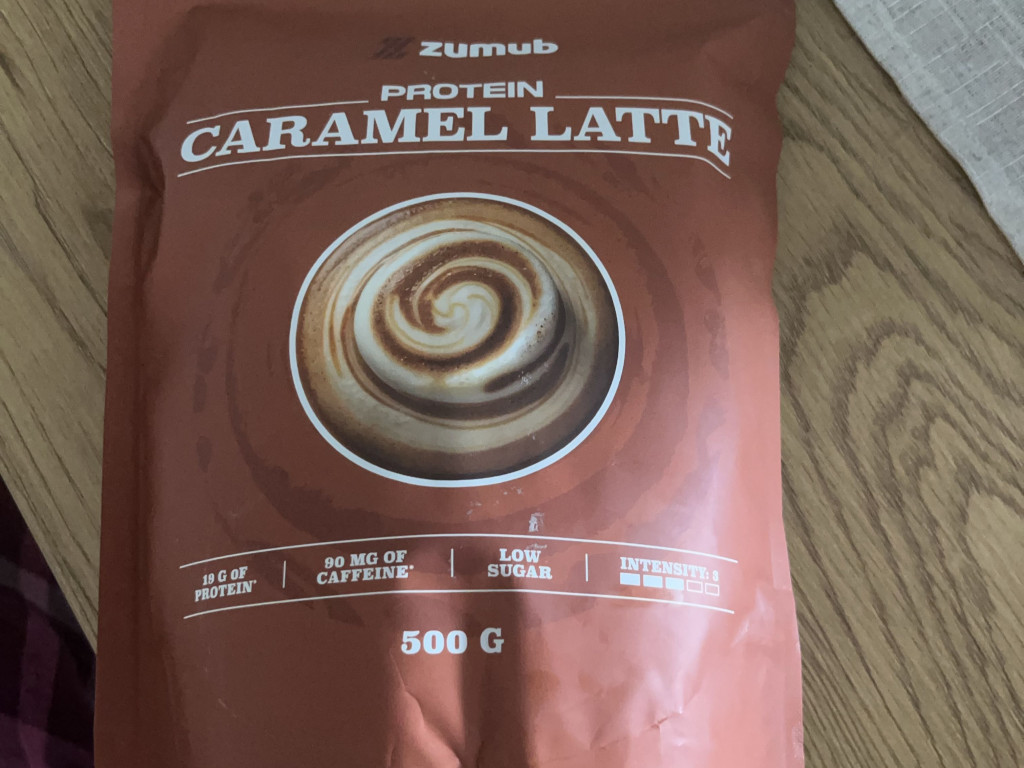 zumub
PROTEIN
CARAMEL LATTE
19 G OF
PROTEIN*
90 MG OF
CAFFEINE*
LOW
SUGAR
INTENSITY: 3
500 G